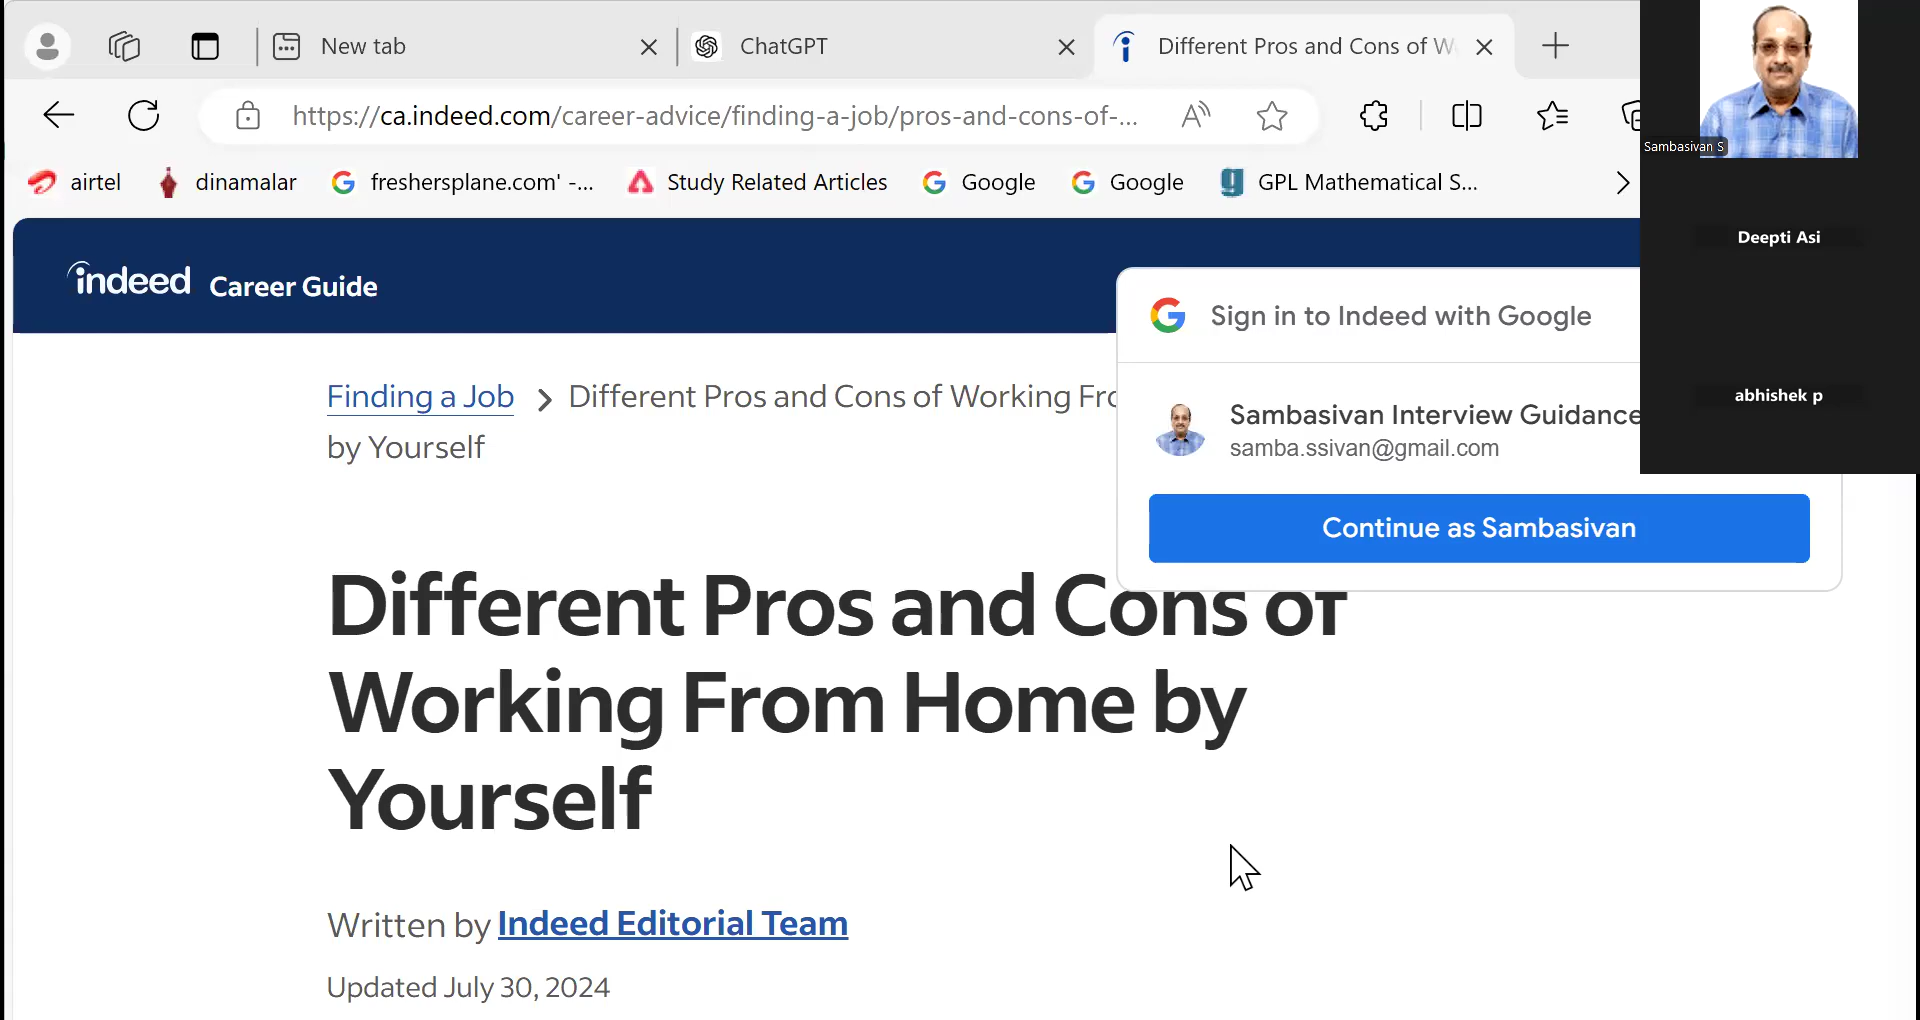 New tab
ChatGPT
Different Pros and Cons of W
https://ca.indeed.com/career-advice/finding-a-job/pros-and-cons-of-...
airtel
dinamalar
freshersplane.com' -...
Study Related Articles
Google
Google
GPL Mathematical S...
Sambasivan S
Deepti Asi
abhishek p
indeed Career Guide
Sign in to Indeed with Google
Sambasivan Interview Guidance
samba.ssivan@gmail.com
Continue as Sambasivan
Finding a Job > Different Pros and Cons of Working Fro
by Yourself
Different Pros and Cons of
Working From Home by
Yourself
Written by Indeed Editorial Team
Updated July 30, 2024